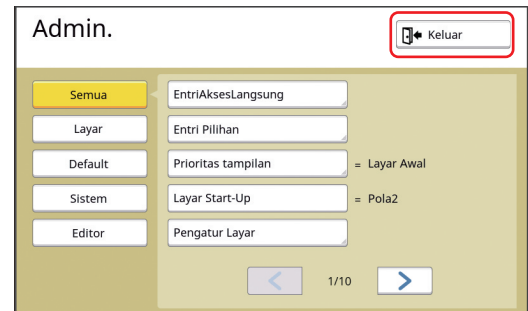 Admin.
Keluar
Semua
EntriAksesLangsung
Layar
Entri Pilihan
Default
Prioritas tampilan = Layar Awal
Sistem
Layar Start-Up = Pola2
Editor
Pengatur Layar
1/10